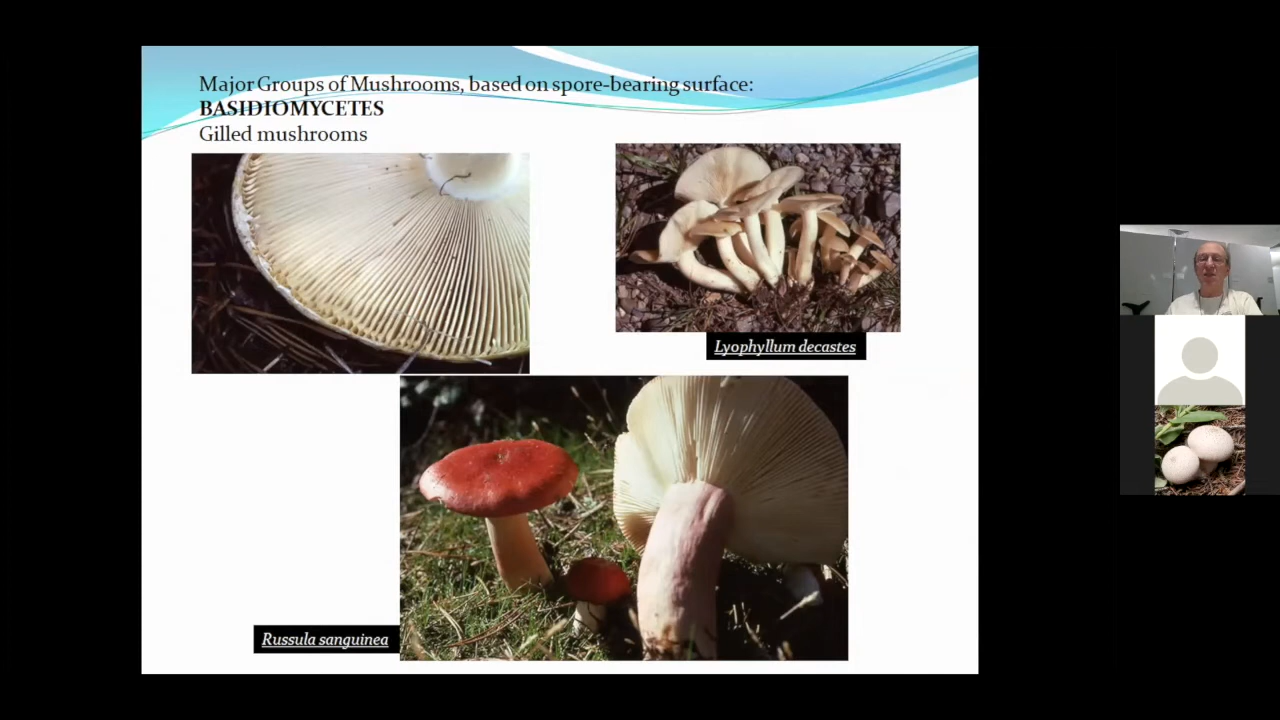 Major Groups of Mushrooms, based on spore-bearing surface:
BASIDIOMYCETES
Gilled mushrooms
Lyophyllum decastes
Russula sanguinea